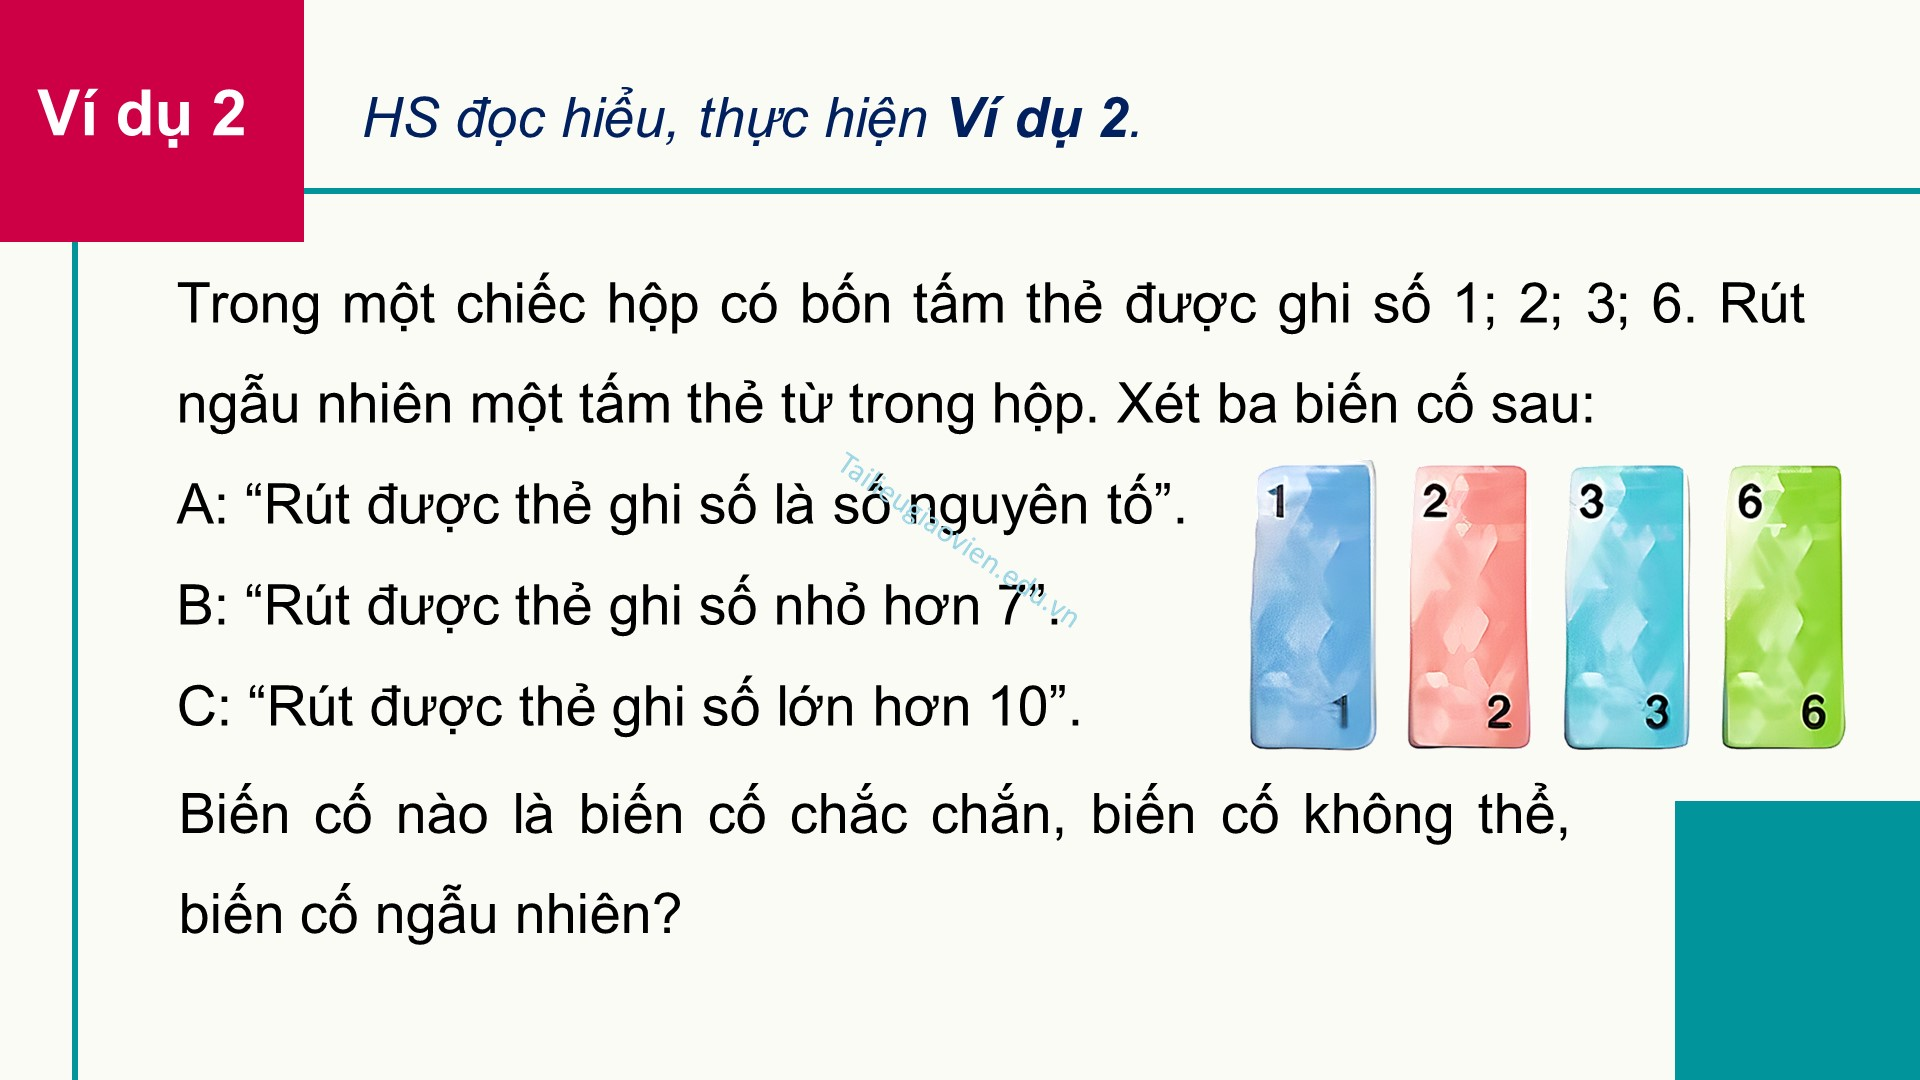 Ví dụ 2
HS đọc hiểu, thực hiện Ví dụ 2.
Trong một chiếc hộp có bốn tấm thẻ được ghi số 1; 2; 3; 6. Rút
ngẫu nhiên một tấm thẻ từ trong hộp. Xét ba biến cố sau:
A: “Rút được thẻ ghi số là số nguyên tố”.
B: “Rút được thẻ ghi số nhỏ hơn 7”.
C: “Rút được thẻ ghi số lớn hơn 10”.
Tailieugiaovien.edu.vn
1 2 3 6
1 2 3 6
Biến cố nào là biến cố chắc chắn, biến cố không thể,
biến cố ngẫu nhiên?